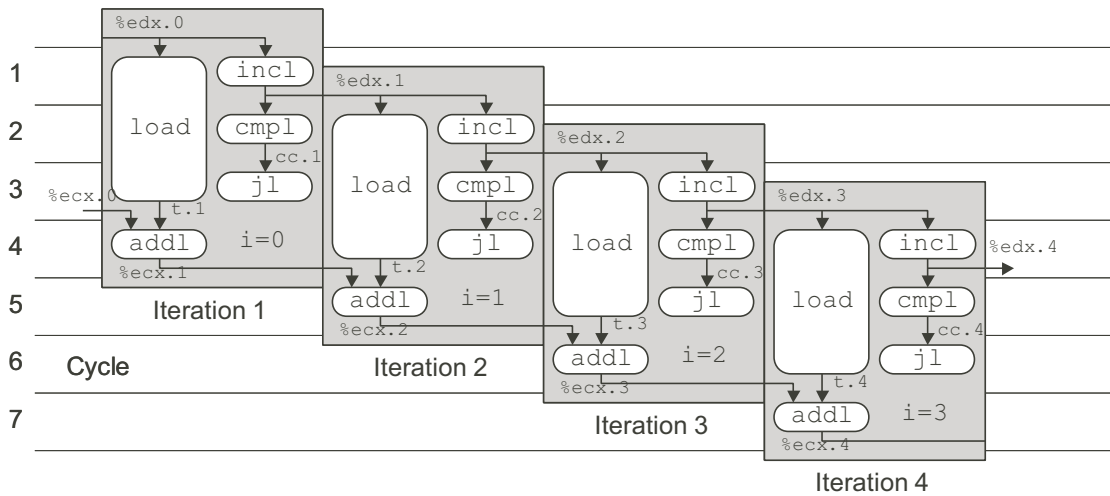 %edx.0
1
load
incl
%edx.1
2
cmpl
load
incl
%edx.2
cc.1
3
%ecx.0
jl
cmpl
load
incl
%edx.3
t.1
cc.2
4
addl
i=0
jl
cmpl
load
incl
%edx.4
%ecx.1
t.2
cc.3
5
Iteration 1
addl
i=1
jl
cmpl
%ecx.2
t.3
cc.4
6
Cycle
Iteration 2
addl
i=2
jl
%ecx.3
t.4
7
Iteration 3
addl
i=3
%ecx.4
Iteration 4